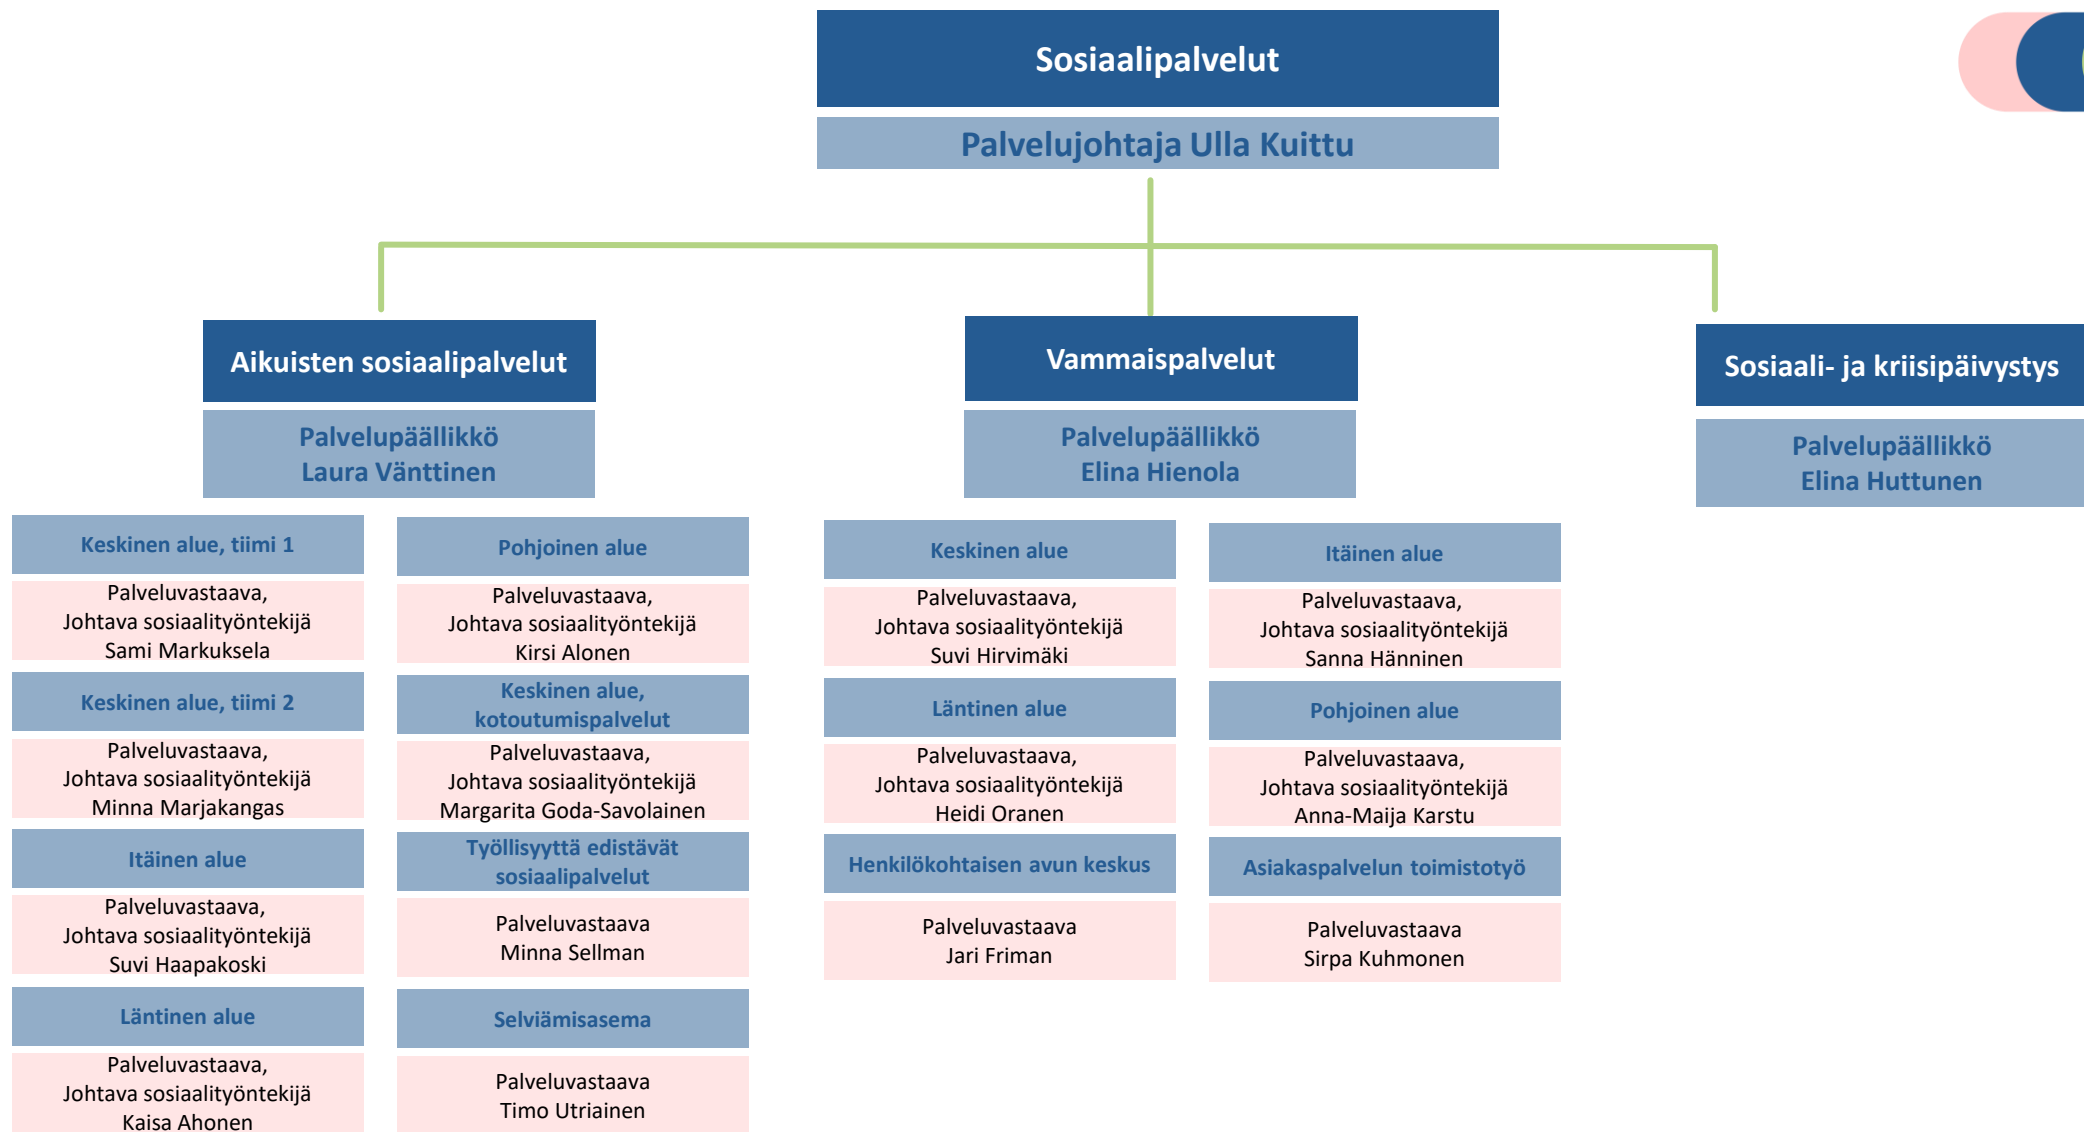 Sosiaalipalvelut
Palvelujohtaja Ulla Kuittu
Aikuisten sosiaalipalvelut
Palvelupäällikkö
Laura Vänttinen
Keskinen alue, tiimi 1
Palveluvastaava,
Johtava sosiaalityöntekijä
Sami Markuksela
Keskinen alue, tiimi 2
Palveluvastaava,
Johtava sosiaalityöntekijä
Minna Marjakangas
Itäinen alue
Palveluvastaava,
Johtava sosiaalityöntekijä
Suvi Haapakoski
Läntinen alue
Palveluvastaava,
Johtava sosiaalityöntekijä
Kaisa Ahonen
Pohjoinen alue
Palveluvastaava,
Johtava sosiaalityöntekijä
Kirsi Alonen
Keskinen alue,
kotoutumispalvelut
Palveluvastaava,
Johtava sosiaalityöntekijä
Margarita Goda-Savolainen
Työllisyyttä edistävät
sosiaalipalvelut
Palveluvastaava
Minna Sellman
Selviämisasema
Palveluvastaava
Timo Utriainen
Vammaispalvelut
Palvelupäällikkö
Elina Hienola
Keskinen alue
Palveluvastaava,
Johtava sosiaalityöntekijä
Suvi Hirvimäki
Läntinen alue
Palveluvastaava,
Johtava sosiaalityöntekijä
Heidi Oranen
Henkilökohtaisen avun keskus
Palveluvastaava
Jari Friman
Itäinen alue
Palveluvastaava,
Johtava sosiaalityöntekijä
Sanna Hänninen
Pohjoinen alue
Palveluvastaava,
Johtava sosiaalityöntekijä
Anna-Maija Karstu
Asiakaspalvelun toimistotyö
Palveluvastaava
Sirpa Kuhmonen
Sosiaali- ja kriisipäivystys
Palvelupäällikkö
Elina Huttunen